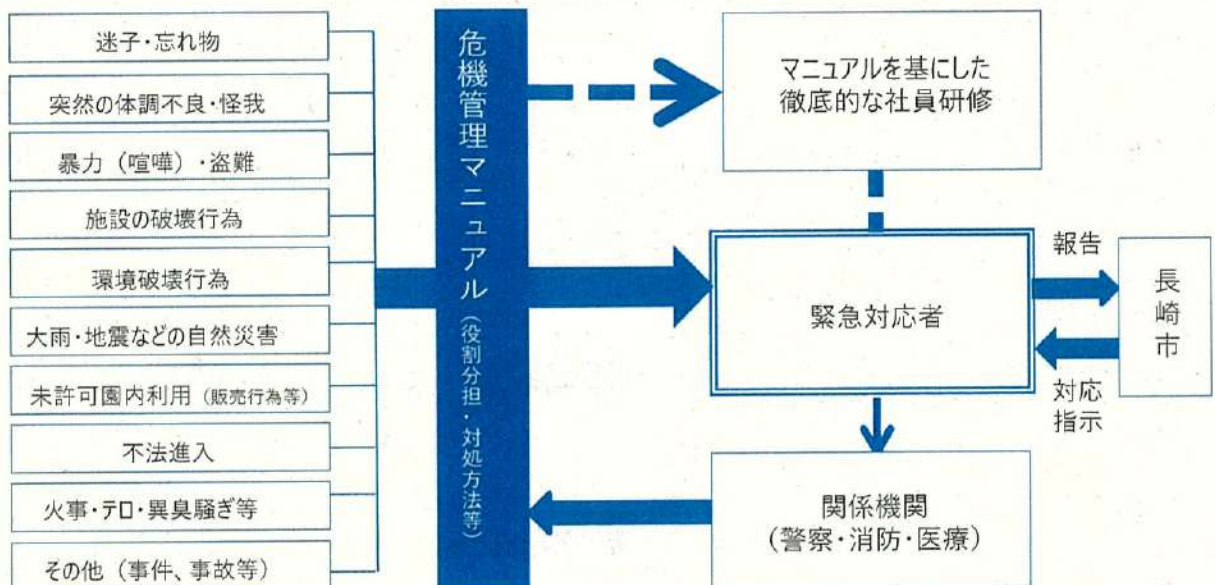 迷子・忘れ物
突然の体調不良・怪我
暴力（喧嘩）・盗難
施設の破壊行為
環境破壊行為
大雨・地震などの自然災害
未許可園内利用（販売行為等）
不法進入
火事・テロ・異臭騒ぎ等
その他（事件、事故等）
危機管理マニュアル（役割分担・対処方法等）
マニュアルを基にした
徹底的な社員研修
緊急対応者
報告
対応
指示
長崎市
関係機関
（警察・消防・医療）